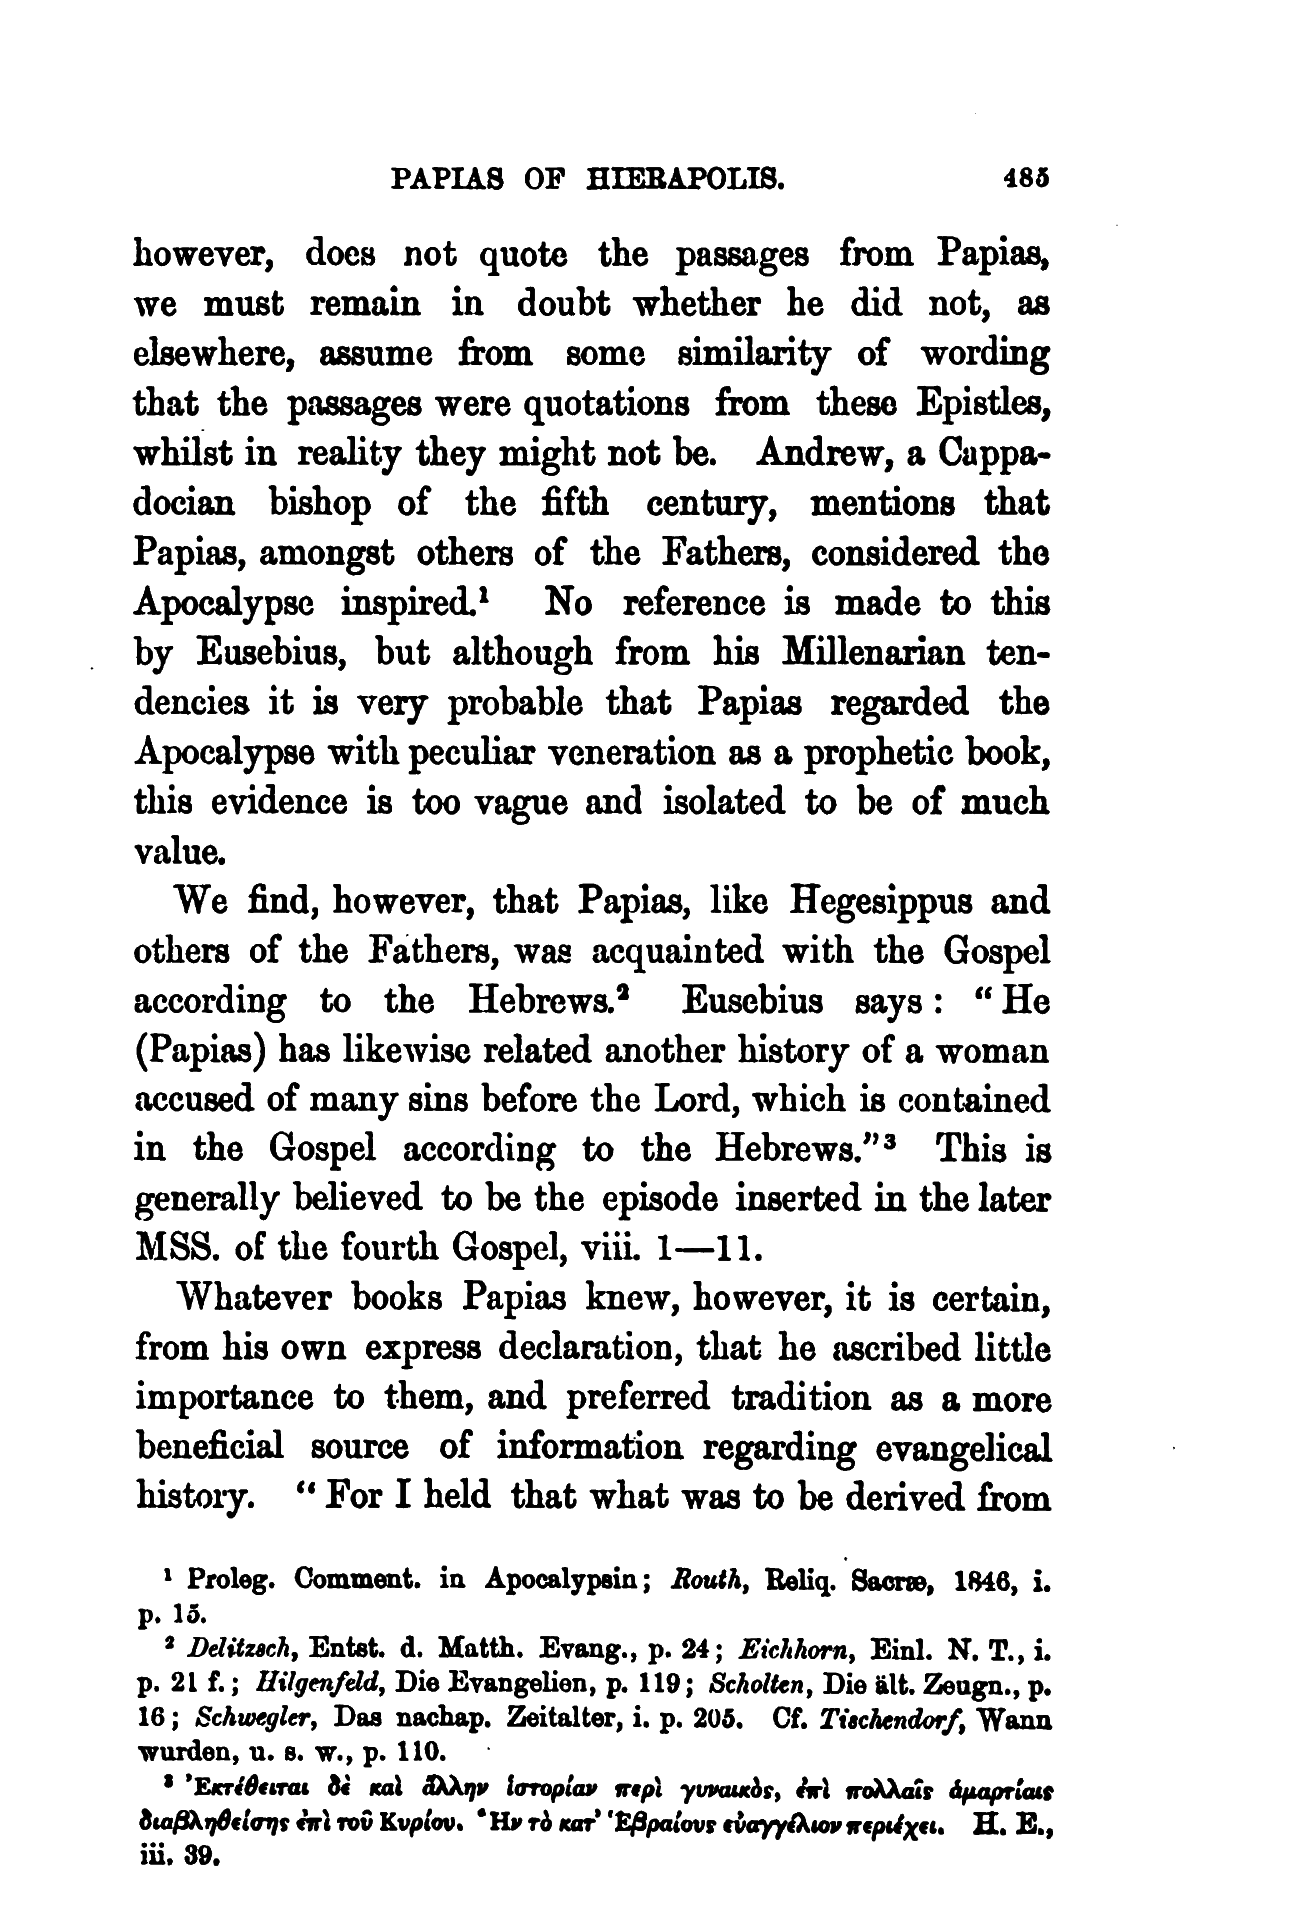 PAPIAS OF HIERAPOLIS. 485
however, does not quote the passages from Papias,
we must remain in doubt whether he did not, as
elsewhere, assume from some similarity of wording
that the passages were quotations from these Epistles,
whilst in reality they might not be. Andrew, a Cappa-
docian bishop of the fifth century, mentions that
Papias, amongst others of the Fathers, considered the
Apocalypse inspired.¹ No reference is made to this
by Eusebius, but although from his Millenarian ten-
dencies it is very probable that Papias regarded the
Apocalypse with peculiar veneration as a prophetic book,
this evidence is too vague and isolated to be of much
value.
We find, however, that Papias, like Hegesippus and
others of the Fathers, was acquainted with the Gospel
according to the Hebrews.² Eusebius says: “He
(Papias) has likewise related another history of a woman
accused of many sins before the Lord, which is contained
in the Gospel according to the Hebrews.”³ This is
generally believed to be the episode inserted in the later
MSS. of the fourth Gospel, viii. 1—11.
Whatever books Papias knew, however, it is certain,
from his own express declaration, that he ascribed little
importance to them, and preferred tradition as a more
beneficial source of information regarding evangelical
history. “For I held that what was to be derived from
¹ Proleg. Comment. in Apocalypsin; Routh, Reliq. Sacræ, 1846, i.
p. 15.
² Delitzsch, Entst. d. Matth. Evang., p. 24; Eichhorn, Einl. N. T., i.
p. 21 f.; Hilgenfeld, Die Evangelien, p. 119; Scholten, Die ält. Zeugn., p.
16; Schwegler, Das nachap. Zeitalter, i. p. 205. Cf. Tischendorf, Wann
wurden, u. s. w., p. 110.
³ Ἐκτέθειται δὲ καὶ ἄλλην ἱστορίαν περὶ γυναικὸς, ἐπὶ πολλαῖς ἁμαρτίαις
διαβληθείσης ἐπὶ τοῦ Κυρίου. Ἣν τὸ κατ’ Ἑβραίους εὐαγγέλιον περιέχει. H. E.,
iii. 39.